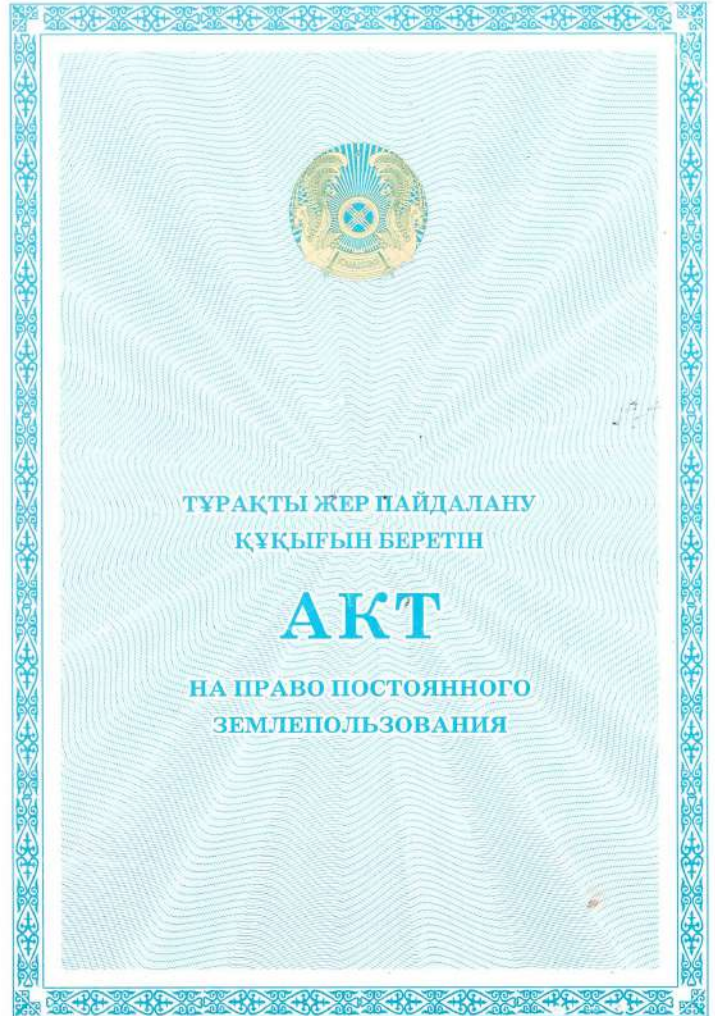 ТҰРАҚТЫ ЖЕР ПАЙДАЛАНУ
ҚҰҚЫҒЫН БЕРЕТІН
АКТ
НА ПРАВО ПОСТОЯННОГО
ЗЕМЛЕПОЛЬЗОВАНИЯ